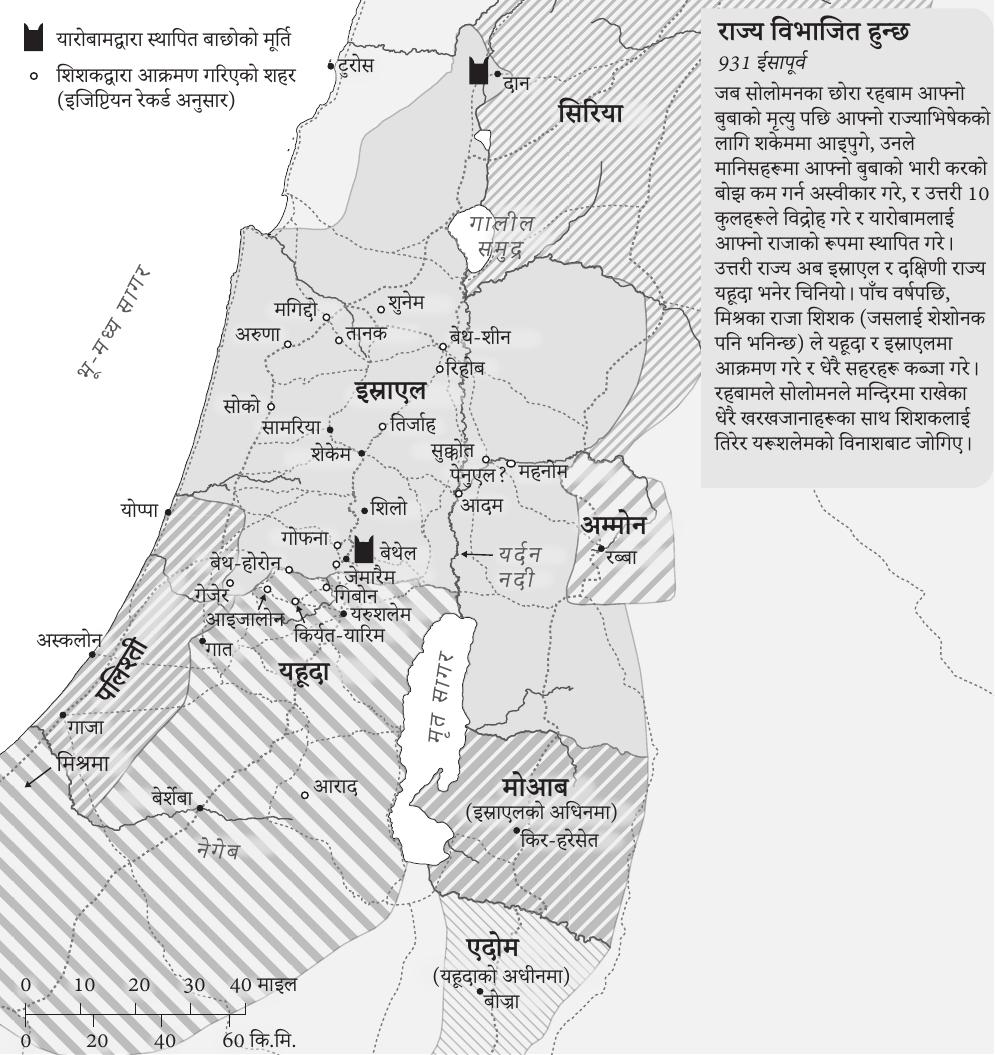 यारोबामद्वारा स्थापित बाछोको मूर्ति
शिशकद्वारा आक्रमण गरिएको शहर
(इजिप्टियन रेकर्ड अनुसार)
राज्य विभाजित हुन्छ
931 ईसापूर्व
जब सोलोमनका छोरा रहबाम आफ्नो
बुबाको मृत्यु पछि आफ्नो राज्याभिषेकको
लागि शकेममा आइपुगे, उनले
मानिसहरूमा आफ्नो बुबाको भारी करको
बोझ कम गर्न अस्वीकार गरे, र उत्तरी 10
कुलहरूले विद्रोह गरे र यारोबामलाई
आफ्नो राजाको रूपमा स्थापित गरे।
उत्तरी राज्य अब इस्राएल र दक्षिणी राज्य
यहूदा भनेर चिनियो। पाँच वर्षपछि,
मिश्रका राजा शिशक (जसलाई शेशोनक
पनि भनिन्छ) ले यहूदा र इस्राएलमा
आक्रमण गरे र धेरै सहरहरू कब्जा गरे।
रहबामले सोलोमनले मन्दिरमा राखेका
धेरै खरखजानाहरूका साथ शिशकलाई
तिरेर यरूशलेमको विनाशबाट जोगिए।
टुरोस
दान
सिरिया
गालील
समुद्र
भू-मध्य सागर
मगिद्दो
शुनेम
अरुणा
तानक
बेथ-शीन
रिहोब
इस्राएल
सोको
सामरिया
तिर्जाह
शेकेम
सुक्कोत
पेनुएल?
महनोम
आदम
योप्पा
शिलो
अम्मोन
रब्बा
गोफना
बेथेल
यर्दन
नदी
बेथ-होरोन
जेमारैम
गेजेर
गिबोन
आइजालोन
यरुशलेम
किर्यत-यारिम
अस्कलोन
गात
पलिश्ती
यहूदा
मृत सागर
गाजा
मिश्रमा
मोआब
(इस्राएलको अधिनमा)
किर-हरेसेत
आराद
बेर्शेबा
नेगेब
एदोम
(यहूदाको अधीनमा)
बोज्रा
0 10 20 30 40 माइल
0 20 40 60 कि.मि.